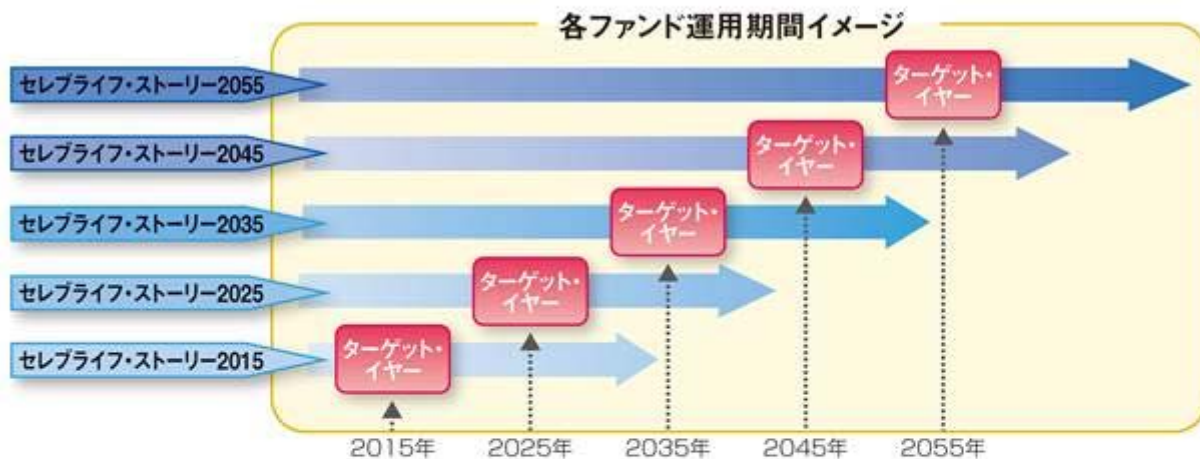 各ファンド運用期間イメージ
セレブライフ・ストーリー2055
ターゲット・
イヤー
セレブライフ・ストーリー2045
ターゲット・
イヤー
セレブライフ・ストーリー2035
ターゲット・
イヤー
セレブライフ・ストーリー2025
ターゲット・
イヤー
セレブライフ・ストーリー2015
ターゲット・
イヤー
2015年 2025年 2035年 2045年 2055年